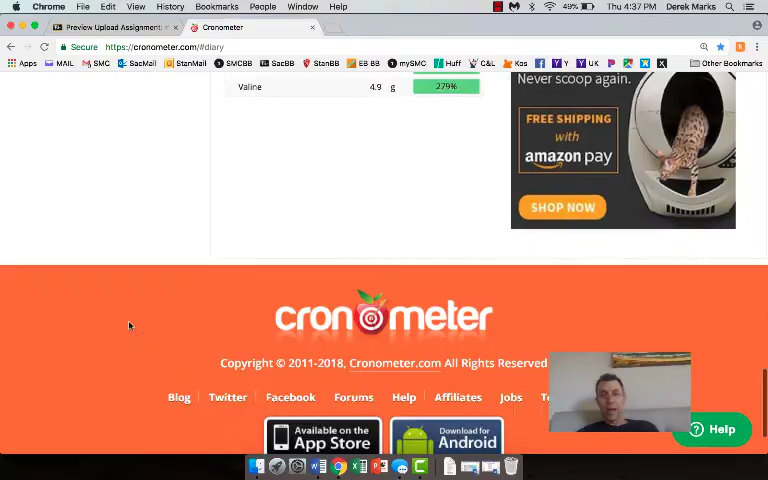 Chrome File Edit View History Bookmarks People Window Help 49% Thu 4:37 PM Derek Marks
Preview Upload Assignment: Cronometer
Secure https://cronometer.com/#diary
Apps MAIL SMC SacMail StanMail SMCBB SacBB StanBB EB BB mySMC Huff C&L Kos Y Y UK Other Bookmarks
Valine 4.9 g 279%
Never scoop again.
FREE SHIPPING
with
amazon pay
SHOP NOW
cronometer
Copyright © 2011-2018, Cronometer.com All Rights Reserved
Blog Twitter Facebook Forums Help Affiliates Jobs
Available on the
App Store
Download for
Android
Help